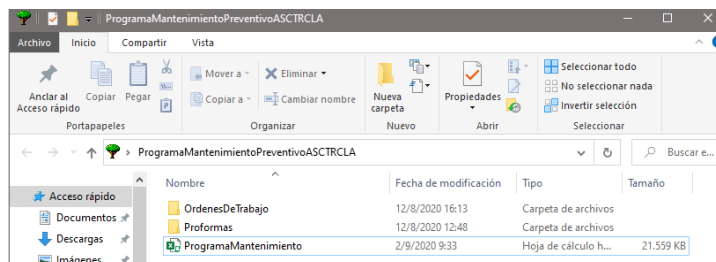 ProgramaMantenimientoPreventivoASCTRCLA
Archivo Inicio Compartir Vista
Anclar al Acceso rápido
Copiar
Pegar
Mover a
Copiar a
Eliminar
Cambiar nombre
Nueva carpeta
Propiedades
Seleccionar todo
No seleccionar nada
Invertir selección
Portapapeles Organizar Nuevo Abrir Seleccionar
ProgramaMantenimientoPreventivoASCTRCLA
Buscar e...
Acceso rápido
Documentos
Descargas
Imágenes
Nombre Fecha de modificación Tipo Tamaño
OrdenesDeTrabajo 12/8/2020 16:13 Carpeta de archivos
Proformas 12/8/2020 12:48 Carpeta de archivos
ProgramaMantenimiento 2/9/2020 9:33 Hoja de cálculo h... 21.559 KB